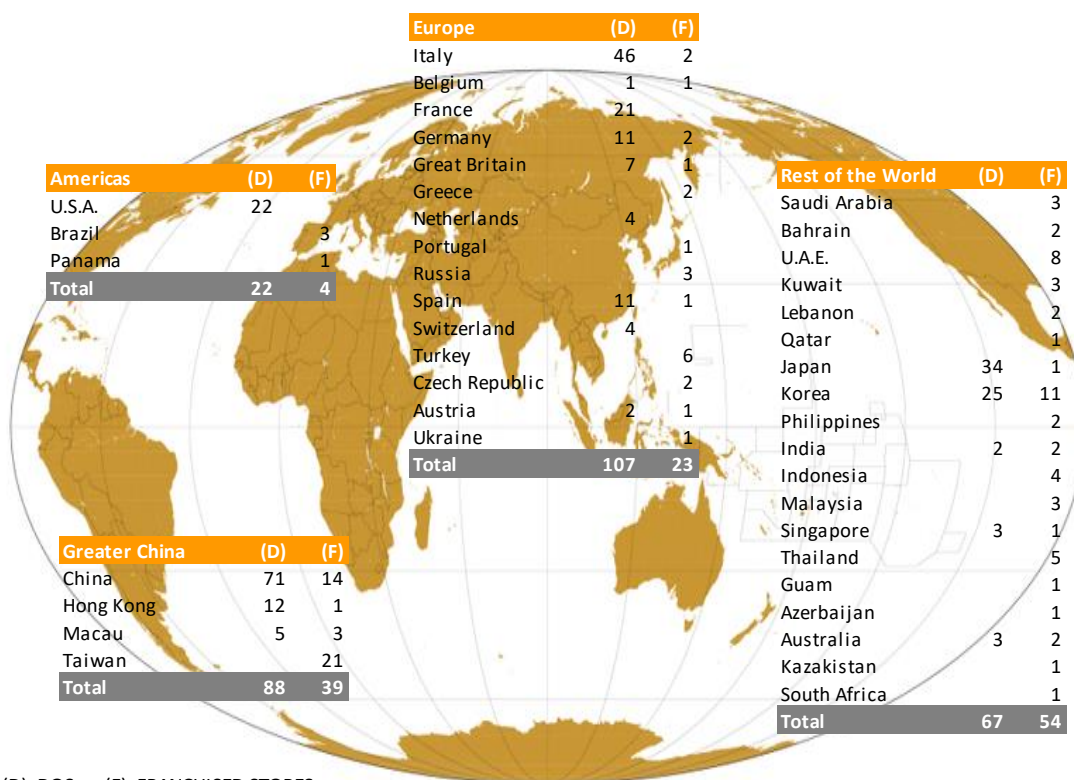 Europe (D) (F)
Italy 46 2
Belgium 1 1
France 21
Germany 11 2
Great Britain 7 1
Greece 2
Netherlands 4
Portugal 1
Russia 3
Spain 11 1
Switzerland 4
Turkey 6
Czech Republic 2
Austria 2 1
Ukraine 1
Total 107 23
Americas (D) (F)
U.S.A. 22
Brazil 3
Panama 1
Total 22 4
Rest of the World (D) (F)
Saudi Arabia 3
Bahrain 2
U.A.E. 8
Kuwait 3
Lebanon 2
Qatar 1
Japan 34 1
Korea 25 11
Philippines 2
India 2 2
Indonesia 4
Malaysia 3
Singapore 3 1
Thailand 5
Guam 1
Azerbaijan 1
Australia 3 2
Kazakistan 1
South Africa 1
Total 67 54
Greater China (D) (F)
China 71 14
Hong Kong 12 1
Macau 5 3
Taiwan 21
Total 88 39
(D) DOS (F) FRANCHISED STORES